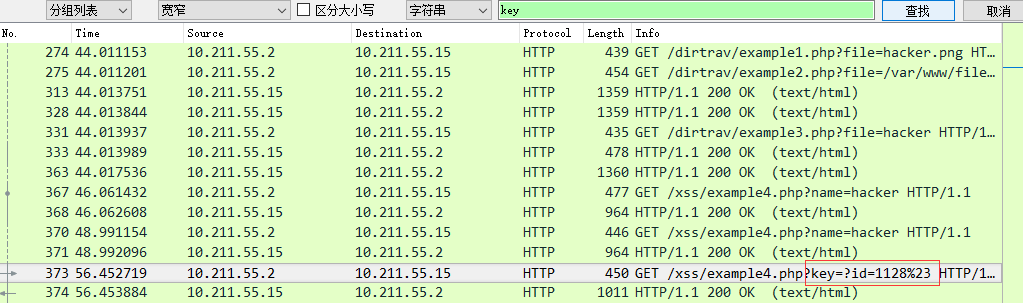 分组列表 宽窄 区分大小写 字符串 key 查找 取消
No. Time Source Destination Protocol Length Info
274 44.011153 10.211.55.2 10.211.55.15 HTTP 439 GET /dirtrav/example1.php?file=hacker.png HT…
275 44.011201 10.211.55.2 10.211.55.15 HTTP 454 GET /dirtrav/example2.php?file=/var/www/file…
313 44.013751 10.211.55.15 10.211.55.2 HTTP 1359 HTTP/1.1 200 OK (text/html)
328 44.013844 10.211.55.15 10.211.55.2 HTTP 1359 HTTP/1.1 200 OK (text/html)
331 44.013937 10.211.55.2 10.211.55.15 HTTP 435 GET /dirtrav/example3.php?file=hacker HTTP/1…
333 44.013989 10.211.55.15 10.211.55.2 HTTP 478 HTTP/1.1 200 OK (text/html)
363 44.017536 10.211.55.15 10.211.55.2 HTTP 1360 HTTP/1.1 200 OK (text/html)
367 46.061432 10.211.55.2 10.211.55.15 HTTP 477 GET /xss/example4.php?name=hacker HTTP/1.1
368 46.062608 10.211.55.15 10.211.55.2 HTTP 964 HTTP/1.1 200 OK (text/html)
370 48.991154 10.211.55.2 10.211.55.15 HTTP 446 GET /xss/example4.php?name=hacker HTTP/1.1
371 48.992096 10.211.55.15 10.211.55.2 HTTP 964 HTTP/1.1 200 OK (text/html)
373 56.452719 10.211.55.2 10.211.55.15 HTTP 450 GET /xss/example4.php?key=?id=1128%23 HTTP/1…
374 56.453884 10.211.55.15 10.211.55.2 HTTP 1011 HTTP/1.1 200 OK (text/html)